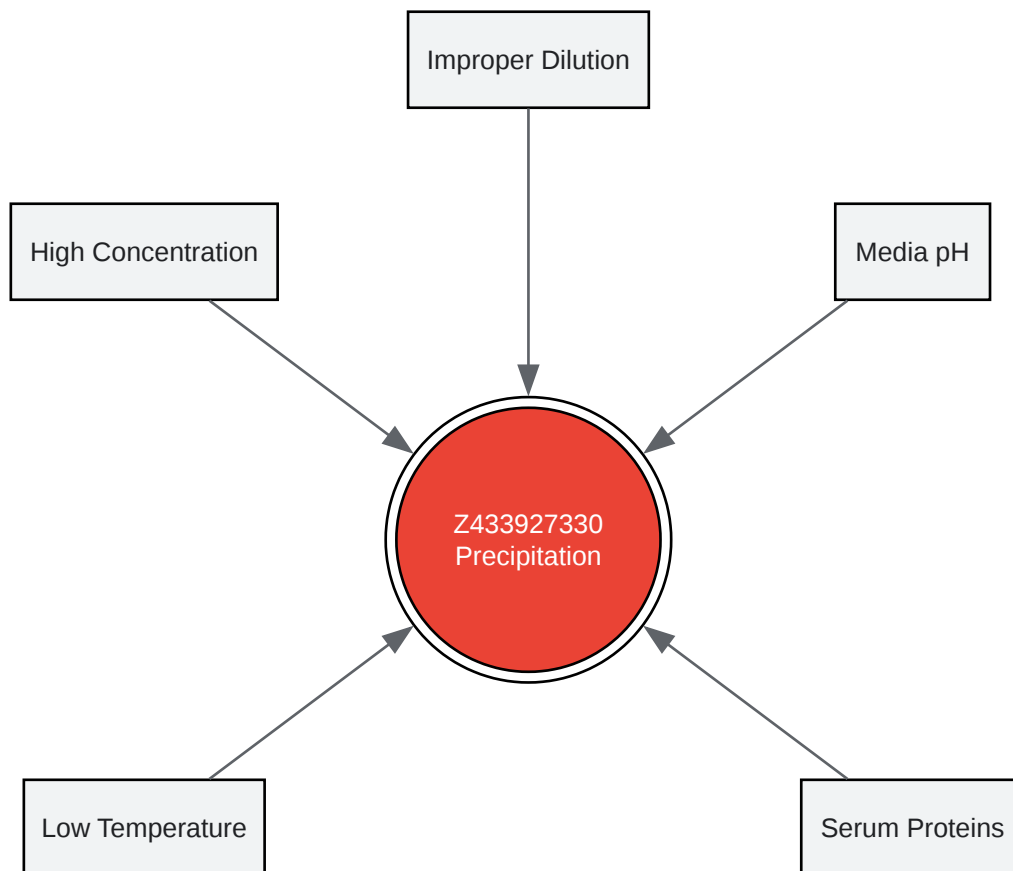 Improper Dilution
High Concentration
Media pH
Z433927330
Precipitation
Low Temperature
Serum Proteins